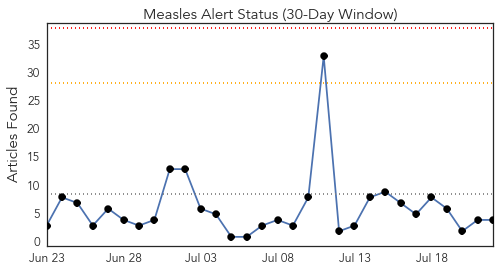 Measles Alert Status (30-Day Window)
Articles Found
35
30
25
20
15
10
5
0
Jun 23 Jun 28 Jul 03 Jul 08 Jul 13 Jul 18